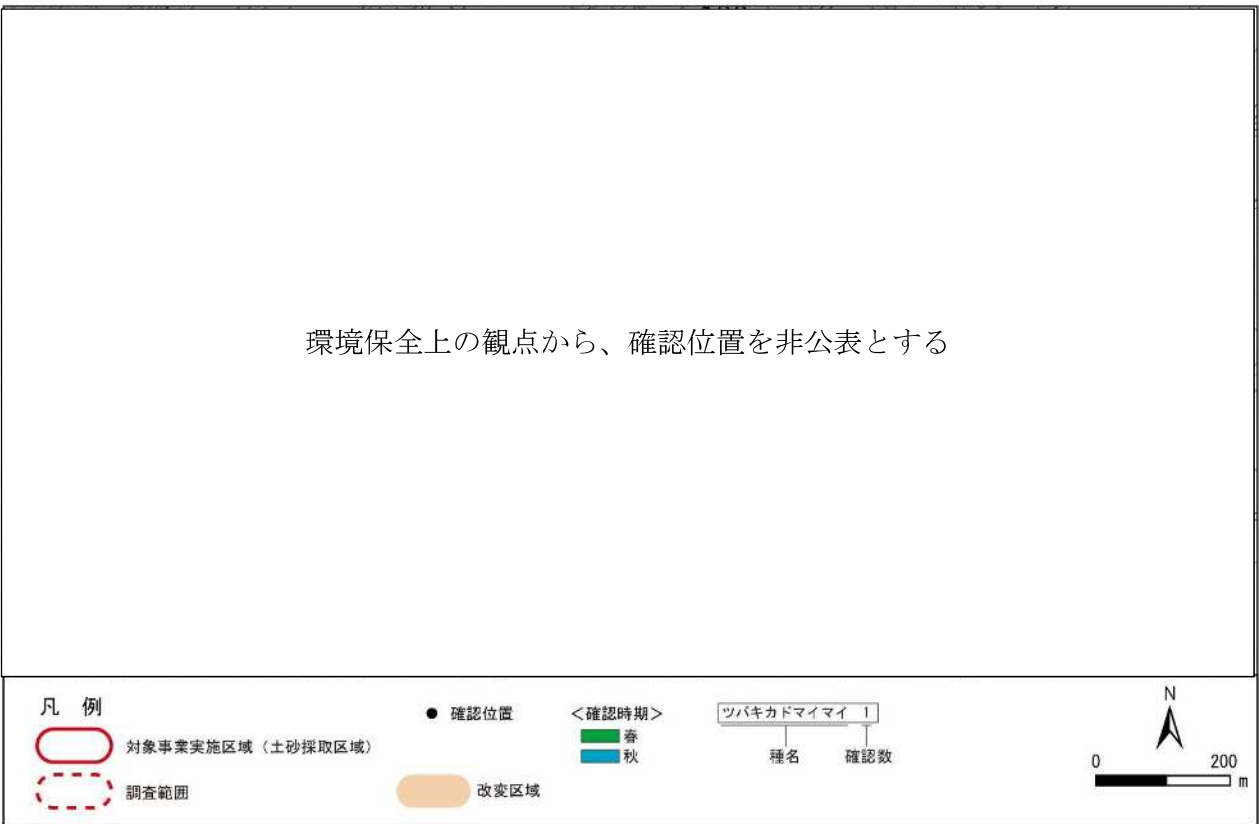 環境保全上の観点から、確認位置を非公表とする
凡 例
対象事業実施区域（土砂採取区域）
調査範囲
● 確認位置
改変区域
＜確認時期＞
春
秋
ツバキカドマイマイ 1
種名 確認数
N
0 200
m